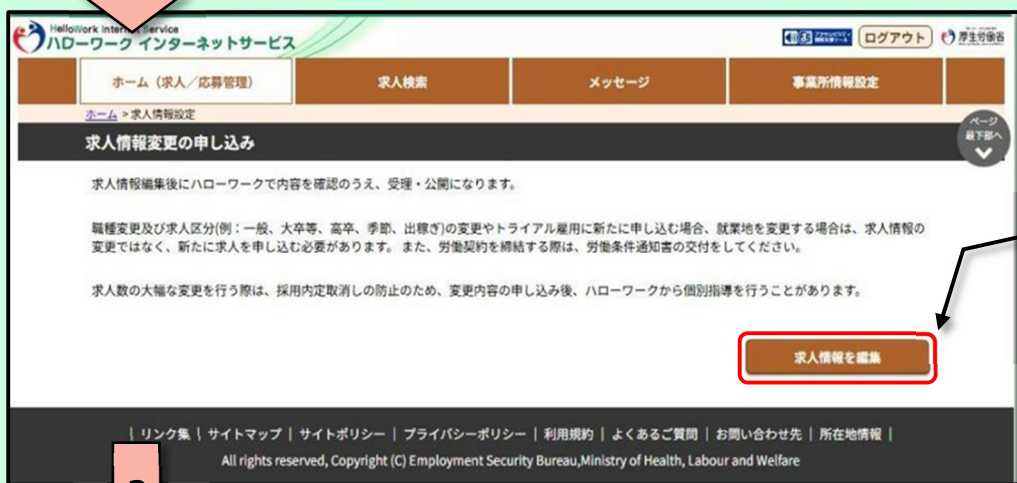 HelloWork Internet Service
ハローワーク インターネットサービス
ログアウト
厚生労働省
ホーム（求人／応募管理）
求人検索
メッセージ
事業所情報設定
ホーム > 求人情報設定
ページ
最下部へ
求人情報変更の申し込み
求人情報編集後にハローワークで内容を確認のうえ、受理・公開になります。
職種変更及び求人区分(例：一般、大卒等、高卒、季節、出稼ぎ)の変更やトライアル雇用に新たに申し込む場合、就業地を変更する場合は、求人情報の
変更ではなく、新たに求人を申し込む必要があります。 また、労働契約を締結する際は、労働条件通知書の交付をしてください。
求人数の大幅な変更を行う際は、採用内定取消しの防止のため、変更内容の申し込み後、ハローワークから個別指導を行うことがあります。
求人情報を編集
| リンク集 | サイトマップ | サイトポリシー | プライバシーポリシー | 利用規約 | よくあるご質問 | お問い合わせ先 | 所在地情報 |
All rights reserved, Copyright (C) Employment Security Bureau,Ministry of Health, Labour and Welfare